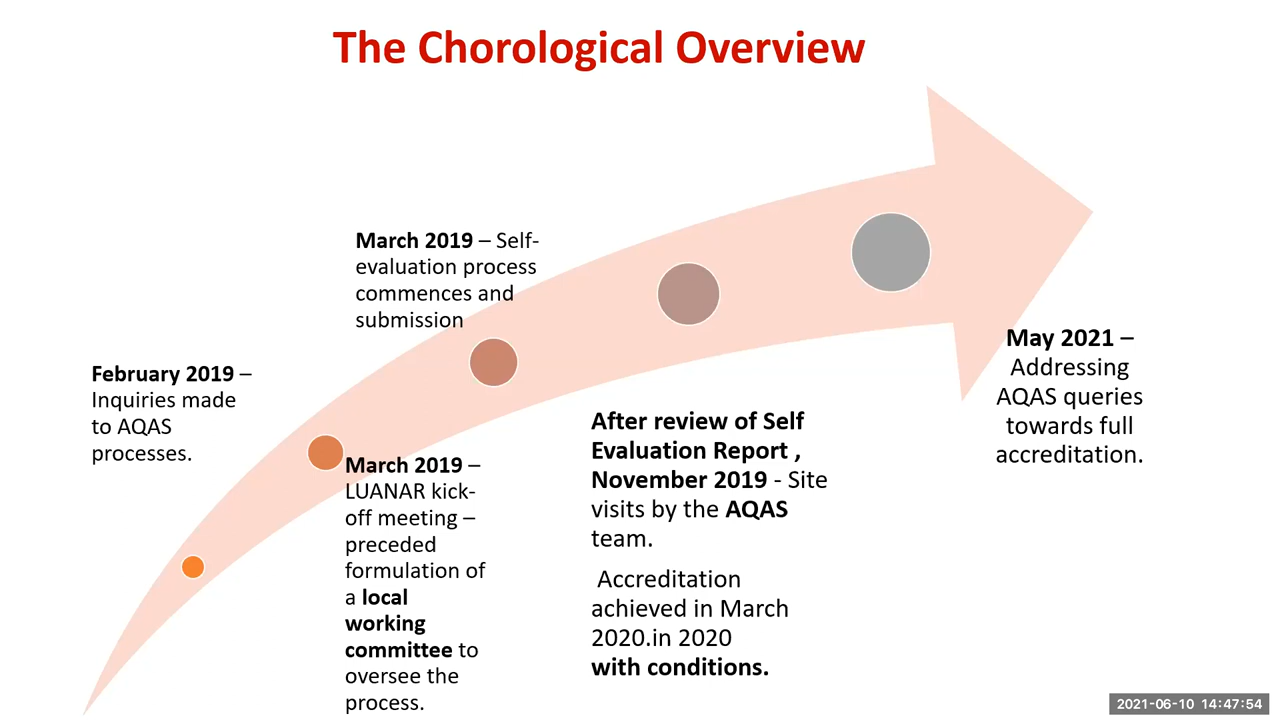 The Chorological Overview
February 2019 –
Inquiries made
to AQAS
processes.
March 2019 –
LUANAR kick-
off meeting –
preceded
formulation of
a local
working
committee to
oversee the
process.
March 2019 – Self-
evaluation process
commences and
submission
After review of Self
Evaluation Report ,
November 2019 - Site
visits by the AQAS
team.
Accreditation
achieved in March
2020.in 2020
with conditions.
May 2021 –
Addressing
AQAS queries
towards full
accreditation.
2021-06-10 14:47:54